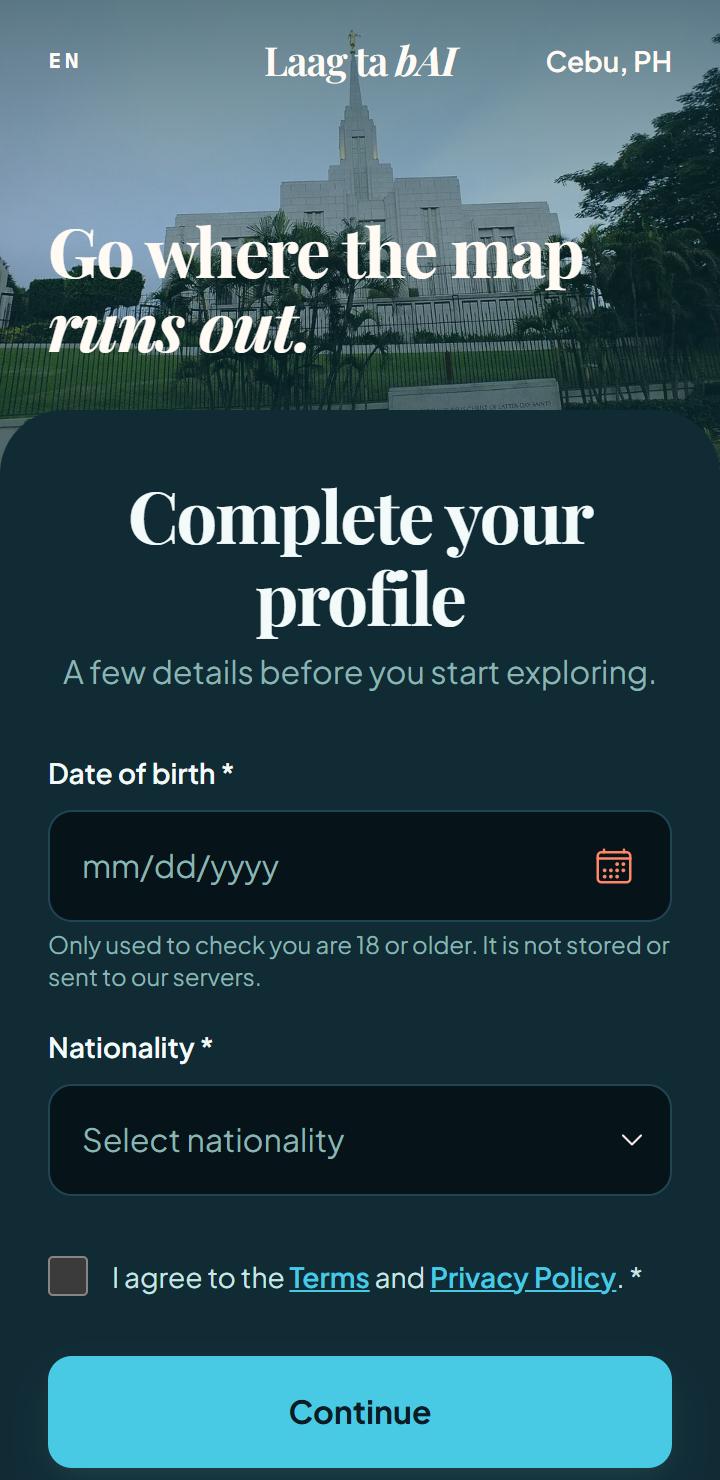 EN
Laag ta bAI
Cebu, PH
Go where the map
runs out.
Complete your
profile
A few details before you start exploring.
Date of birth *
mm/dd/yyyy
Only used to check you are 18 or older. It is not stored or
sent to our servers.
Nationality *
Select nationality
I agree to the Terms and Privacy Policy. *
Continue